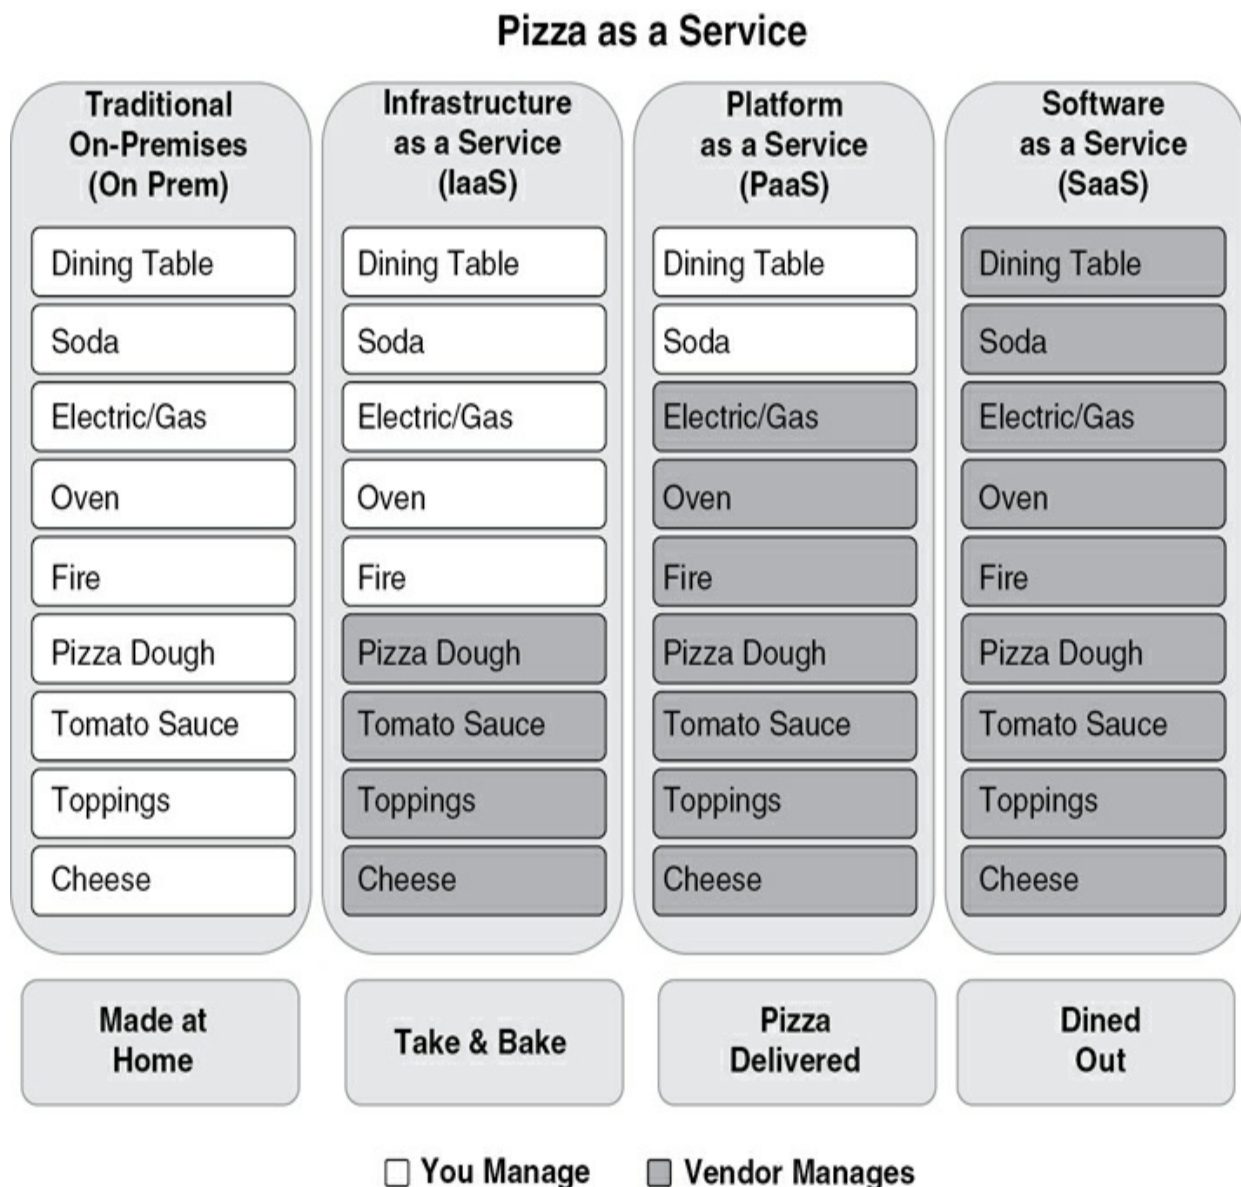 Pizza as a Service
Traditional
On-Premises
(On Prem)
Dining Table
Soda
Electric/Gas
Oven
Fire
Pizza Dough
Tomato Sauce
Toppings
Cheese
Made at
Home
Infrastructure
as a Service
(IaaS)
Dining Table
Soda
Electric/Gas
Oven
Fire
Pizza Dough
Tomato Sauce
Toppings
Cheese
Take & Bake
Platform
as a Service
(PaaS)
Dining Table
Soda
Electric/Gas
Oven
Fire
Pizza Dough
Tomato Sauce
Toppings
Cheese
Pizza
Delivered
Software
as a Service
(SaaS)
Dining Table
Soda
Electric/Gas
Oven
Fire
Pizza Dough
Tomato Sauce
Toppings
Cheese
Dined
Out
You Manage
Vendor Manages